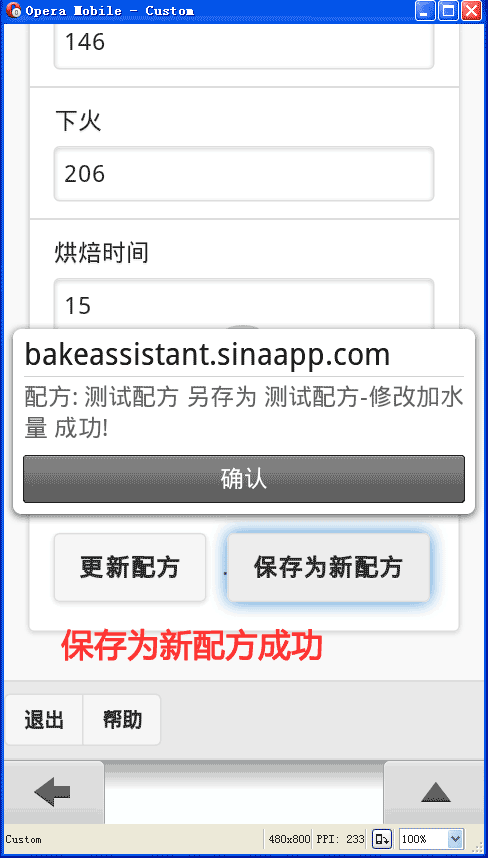 Opera Mobile - Custom
146
下火
206
烘焙时间
15
bakeassistant.sinaapp.com
配方: 测试配方 另存为 测试配方-修改加水
量 成功!
确认
更新配方 . 保存为新配方
保存为新配方成功
退出 帮助
Custom 480x800 PPI: 233 100%